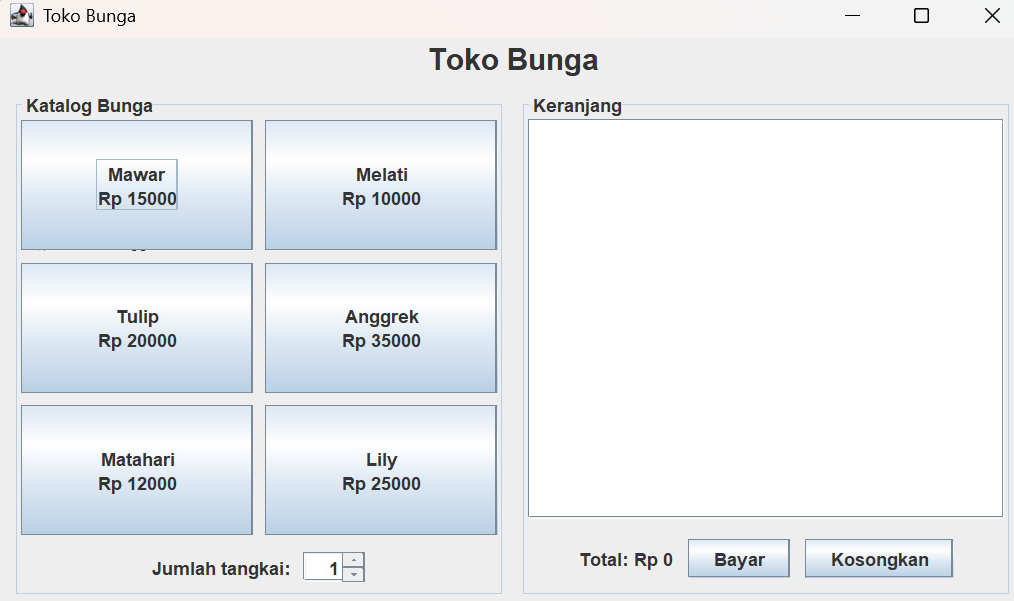 Toko Bunga
Toko Bunga
Katalog Bunga
Mawar
Rp 15000
Melati
Rp 10000
Tulip
Rp 20000
Anggrek
Rp 35000
Matahari
Rp 12000
Lily
Rp 25000
Jumlah tangkai: 1
Keranjang
Total: Rp 0 Bayar Kosongkan